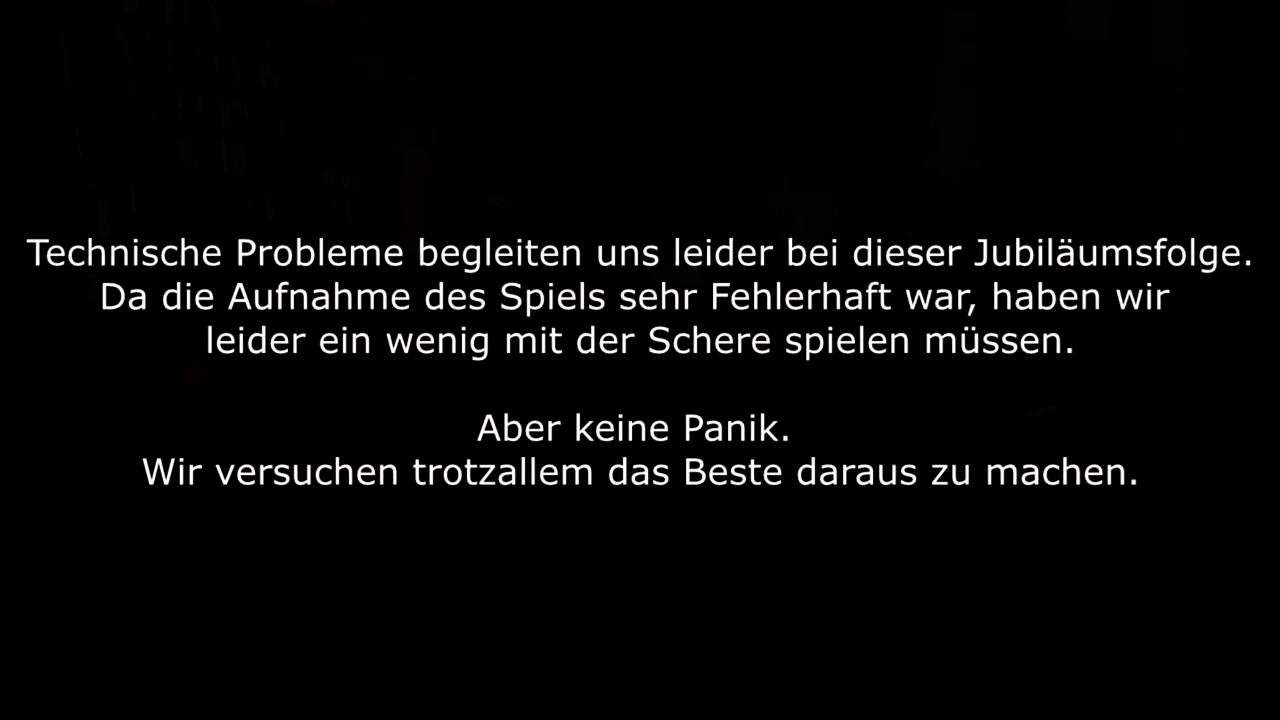 Technische Probleme begleiten uns leider bei dieser Jubiläumsfolge.
Da die Aufnahme des Spiels sehr Fehlerhaft war, haben wir
leider ein wenig mit der Schere spielen müssen.
Aber keine Panik.
Wir versuchen trotzallem das Beste daraus zu machen.